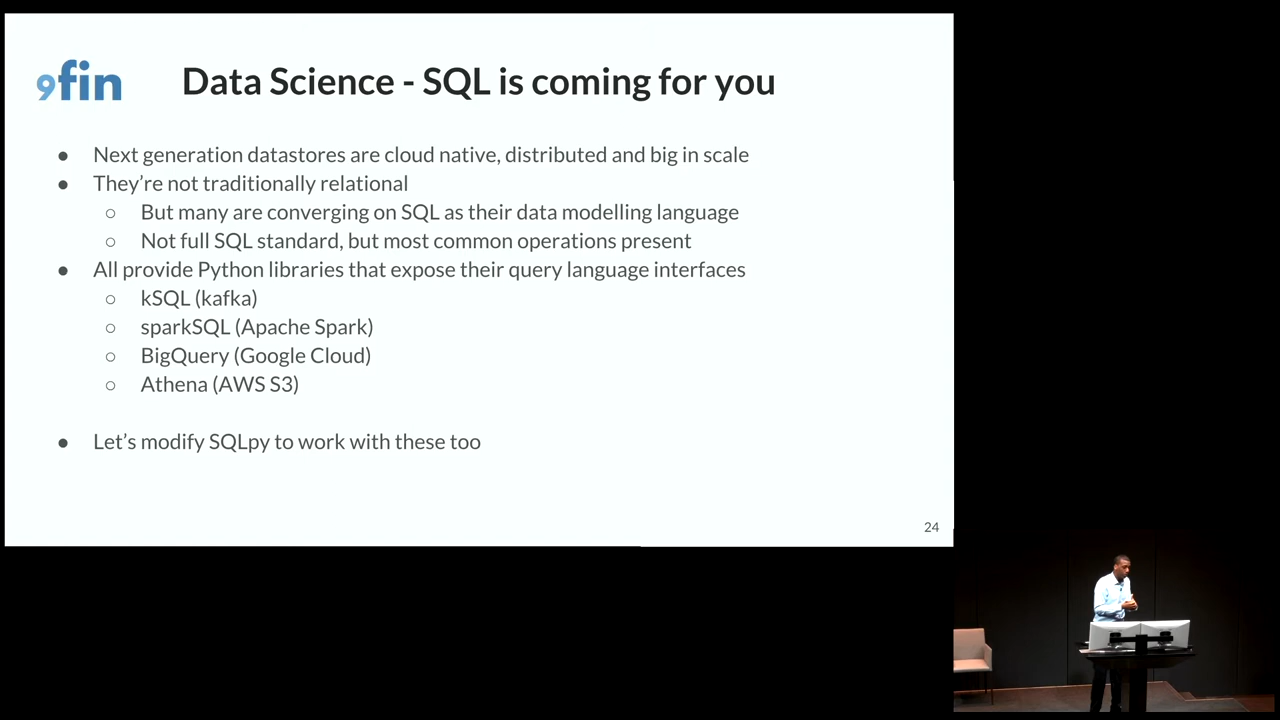 9fin
Data Science - SQL is coming for you
● Next generation datastores are cloud native, distributed and big in scale
● They’re not traditionally relational
○ But many are converging on SQL as their data modelling language
○ Not full SQL standard, but most common operations present
● All provide Python libraries that expose their query language interfaces
○ kSQL (kafka)
○ sparkSQL (Apache Spark)
○ BigQuery (Google Cloud)
○ Athena (AWS S3)
● Let’s modify SQLpy to work with these too
24